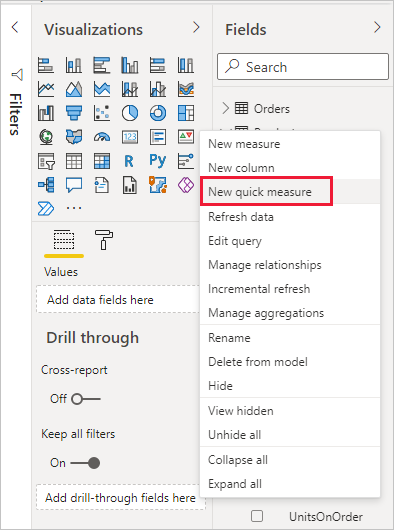 Visualizations
Fields
Filters
Search
Orders
R
Py
123
Values
Add data fields here
Drill through
Cross-report
Off
Keep all filters
On
Add drill-through fields here
New measure
New column
New quick measure
Refresh data
Edit query
Manage relationships
Incremental refresh
Manage aggregations
Rename
Delete from model
Hide
View hidden
Unhide all
Collapse all
Expand all
UnitsOnOrder